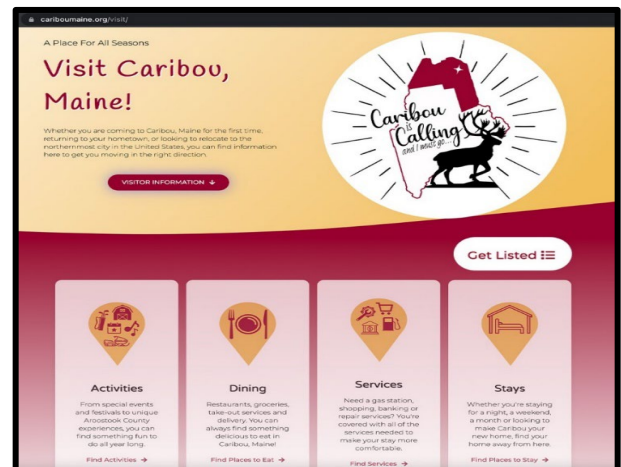 cariboumaine.org/visit/
A Place For All Seasons
Visit Caribou,
Maine!
Whether you are coming to Caribou, Maine for the first time,
returning to your hometown, or looking to relocate to the
northernmost city in the United States, you can find information
here to get you moving in the right direction.
VISITOR INFORMATION ↓
Caribou
is
Calling
and I must go...
Get Listed
Activities
From special events
and festivals to unique
Aroostook County
experiences, you can
find something fun to
do all year long.
Find Activities →
Dining
Restaurants, groceries,
take-out services and
delivery. You can
always find something
delicious to eat in
Caribou, Maine!
Find Places to Eat →
Services
Need a gas station,
shopping, banking or
repair services? You're
covered with all of the
services needed to
make your stay more
comfortable.
Find Services →
Stays
Whether you're staying
for a night, a weekend,
a month or looking to
make Caribou your
new home, find your
home away from here.
Find Places to Stay →